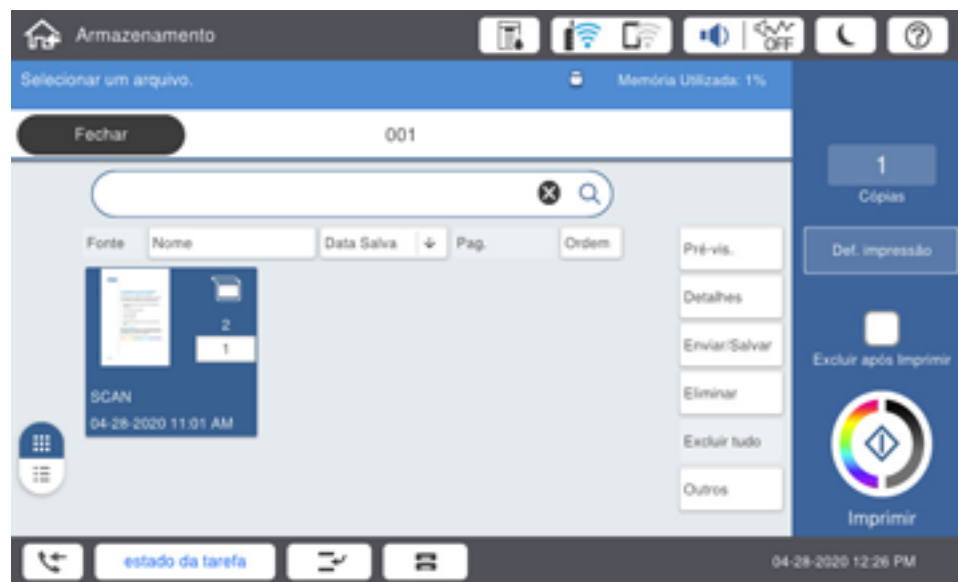 Armazenamento
OFF
Selecionar um arquivo.
Memória Utilizada: 1%
Fechar
001
1
Cópias
Fonte
Nome
Data Salva
Pag.
Ordem
Pré-vis.
Def. impressão
Detalhes
2
1
Enviar/Salvar
Excluir após Imprimir
SCAN
04-28-2020 11:01 AM
Eliminar
Excluir tudo
Outros
Imprimir
estado da tarefa
04-28-2020 12:26 PM